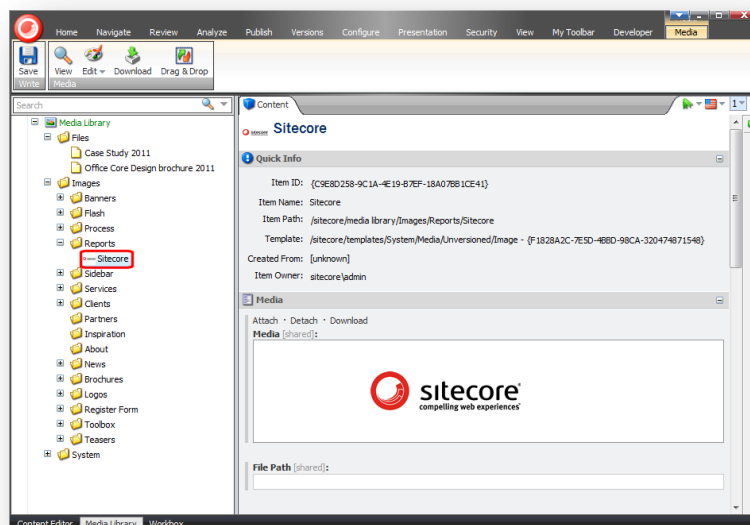 Home Navigate Review Analyze Publish Versions Configure Presentation Security View My Toolbar Developer Media
Save View Edit Download Drag & Drop
Write Media
Search
Media Library
Files
Case Study 2011
Office Core Design brochure 2011
Images
Banners
Flash
Process
Reports
Sitecore
Sidebar
Services
Clients
Partners
Inspiration
About
News
Brochures
Logos
Register Form
Toolbox
Teasers
System
Content
1
Sitecore
Quick Info
Item ID: {C9E8D258-9C1A-4E19-B7EF-18A07BB1CE41}
Item Name: Sitecore
Item Path: /sitecore/media library/Images/Reports/Sitecore
Template: /sitecore/templates/System/Media/Unversioned/Image - {F1828A2C-7E5D-4BBD-98CA-320474871548}
Created From: [unknown]
Item Owner: sitecore\admin
Media
Attach · Detach · Download
Media [shared]:
sitecore
compelling web experiences
File Path [shared]:
Content Editor Media Library Workbox